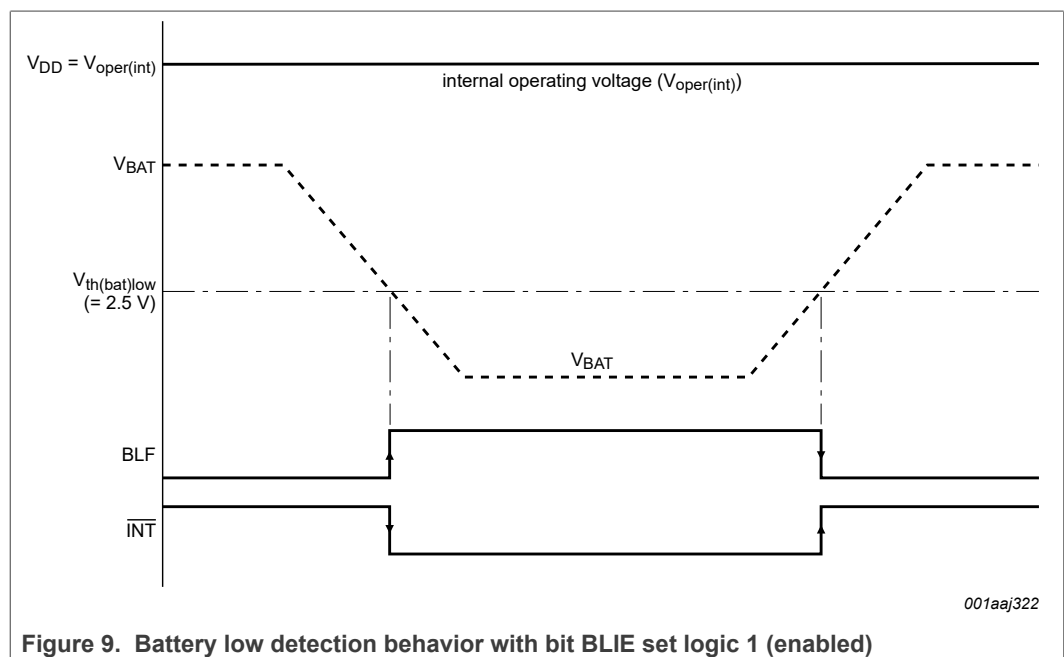 V_DD = V_oper(int)
internal operating voltage (V_oper(int))
V_BAT
V_th(bat)low
(= 2.5 V)
V_BAT
BLF
I̅N̅T̅
001aaj322
Figure 9. Battery low detection behavior with bit BLIE set logic 1 (enabled)